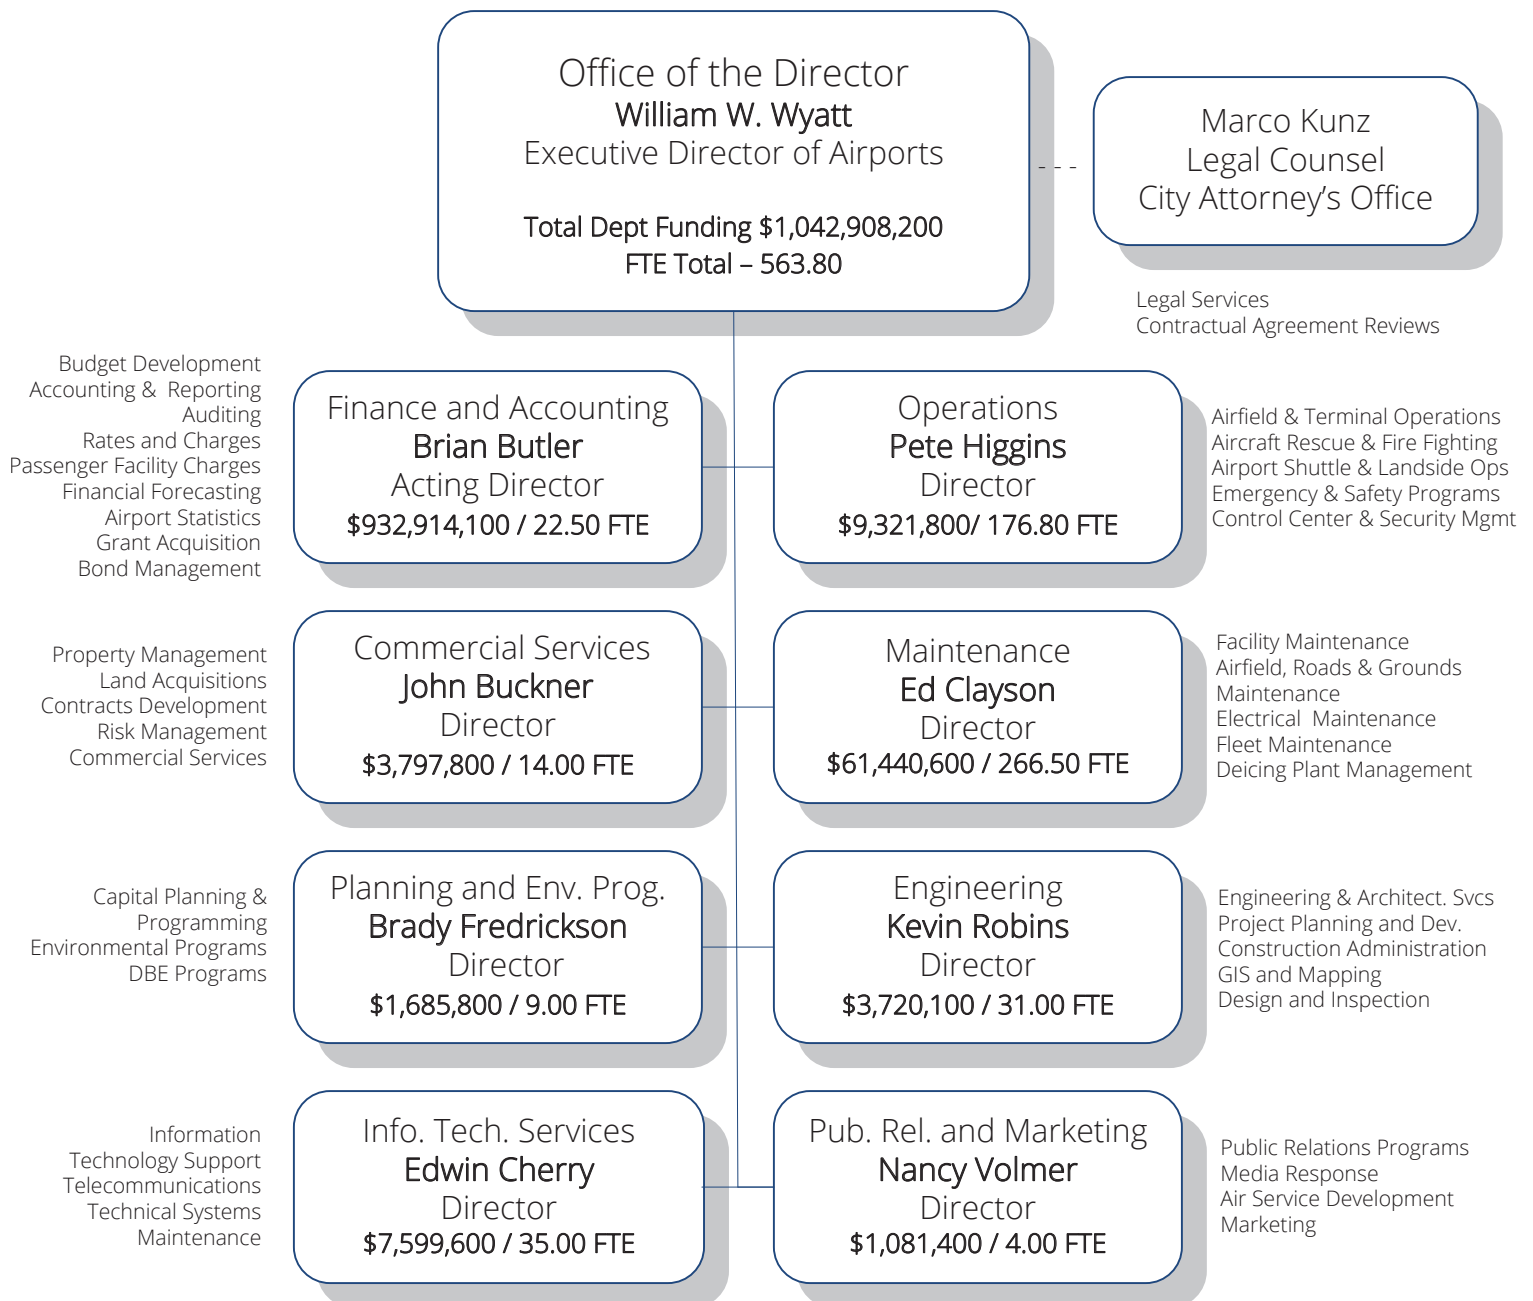 Office of the Director
William W. Wyatt
Executive Director of Airports
Total Dept Funding $1,042,908,200
FTE Total – 563.80
Marco Kunz
Legal Counsel
City Attorney’s Office
Legal Services
Contractual Agreement Reviews
Budget Development
Accounting &  Reporting
Auditing
Rates and Charges
Passenger Facility Charges
Financial Forecasting
Airport Statistics
Grant Acquisition
Bond Management
Finance and Accounting
Brian Butler
Acting Director
$932,914,100 / 22.50 FTE
Operations
Pete Higgins
Director
$9,321,800/ 176.80 FTE
Airfield & Terminal Operations
Aircraft Rescue & Fire Fighting
Airport Shuttle & Landside Ops
Emergency & Safety Programs
Control Center & Security Mgmt
Property Management
Land Acquisitions
Contracts Development
Risk Management
Commercial Services
Commercial Services
John Buckner
Director
$3,797,800 / 14.00 FTE
Maintenance
Ed Clayson
Director
$61,440,600 / 266.50 FTE
Facility Maintenance
Airfield, Roads & Grounds
Maintenance
Electrical  Maintenance
Fleet Maintenance
Deicing Plant Management
Capital Planning &
Programming
Environmental Programs
DBE Programs
Planning and Env. Prog.
Brady Fredrickson
Director
$1,685,800 / 9.00 FTE
Engineering
Kevin Robins
Director
$3,720,100 / 31.00 FTE
Engineering & Architect. Svcs
Project Planning and Dev.
Construction Administration
GIS and Mapping
Design and Inspection
Information
Technology Support
Telecommunications
Technical Systems
Maintenance
Info. Tech. Services
Edwin Cherry
Director
$7,599,600 / 35.00 FTE
Pub. Rel. and Marketing
Nancy Volmer
Director
$1,081,400 / 4.00 FTE
Public Relations Programs
Media Response
Air Service Development
Marketing